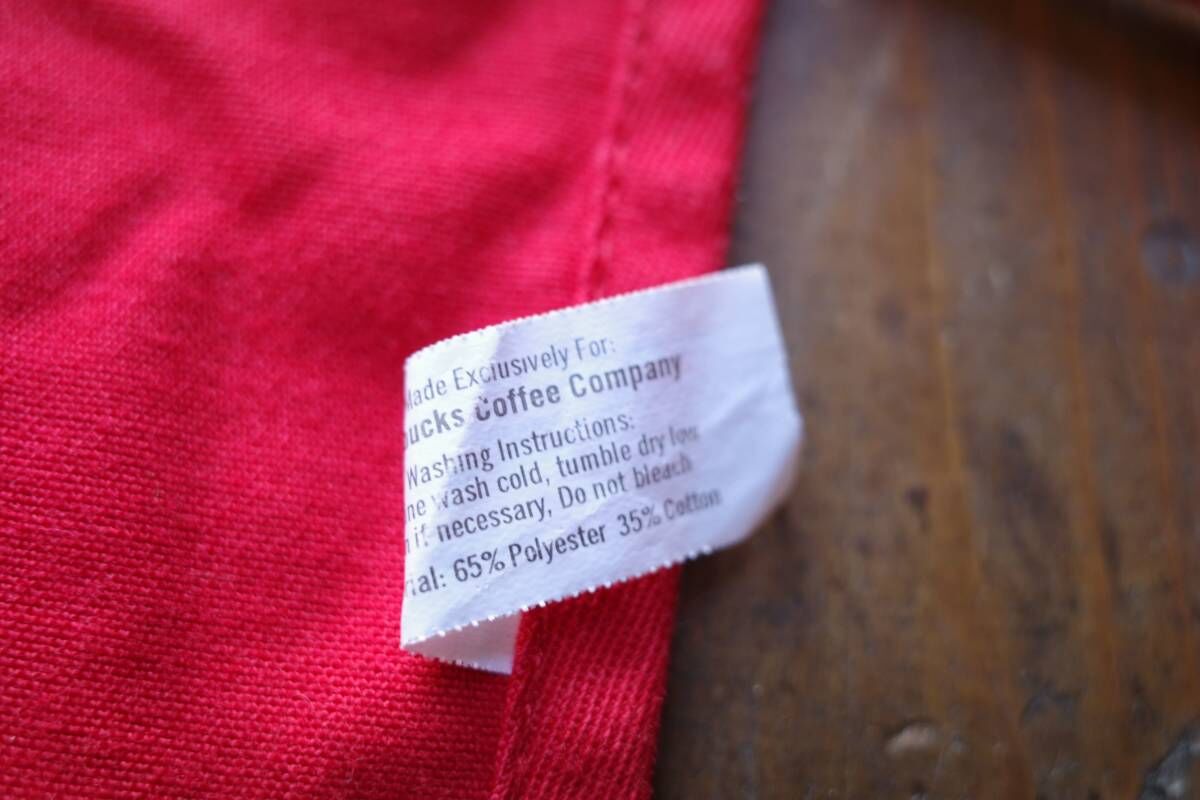 Made Exclusively For:
ucks Coffee Company
Washing Instructions:
ne wash cold, tumble dry low
if necessary, Do not bleach
ial: 65% Polyester 35% Cotton